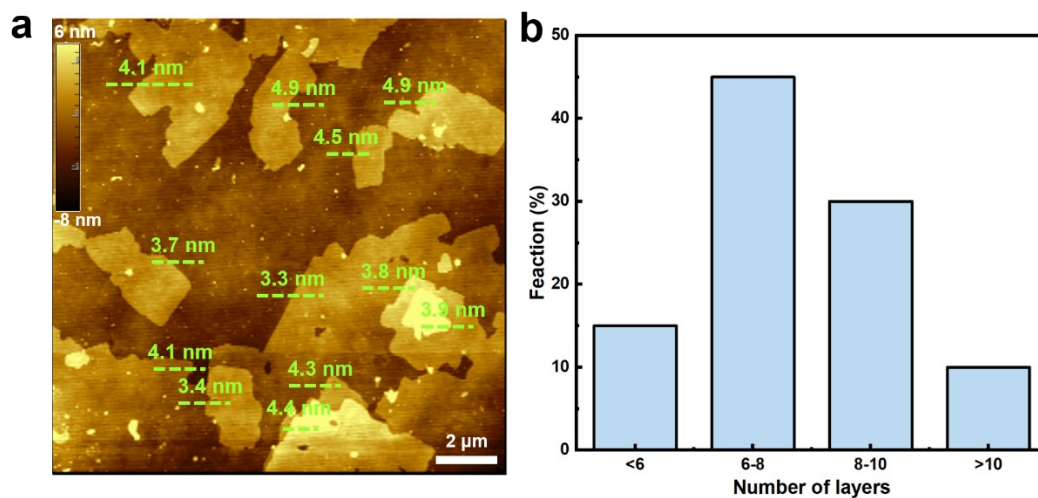 a
6 nm
-8 nm
4.1 nm
4.9 nm
4.9 nm
4.5 nm
3.7 nm
3.3 nm
3.8 nm
3.9 nm
4.1 nm
3.4 nm
4.3 nm
4.4 nm
2 µm
b
Feaction (%)
50
40
30
20
10
0
<6
6-8
8-10
>10
Number of layers